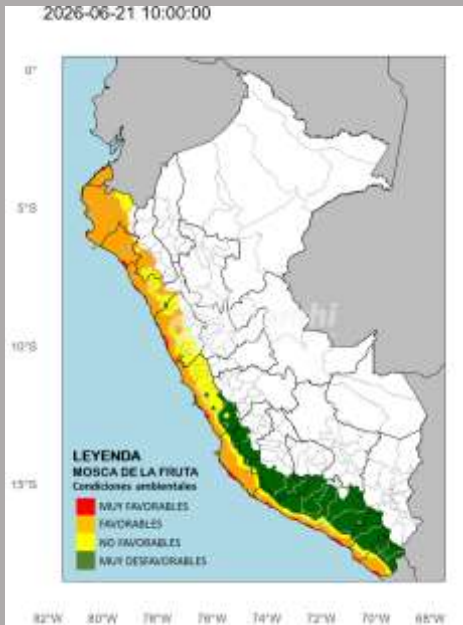 2026-06-21 10:00:00
0°
5°S
10°S
15°S
LEYENDA
MOSCA DE LA FRUTA
Condiciones ambientales
MUY FAVORABLES
FAVORABLES
NO FAVORABLES
MUY DESFAVORABLES
82°W 80°W 78°W 76°W 74°W 72°W 70°W 68°W